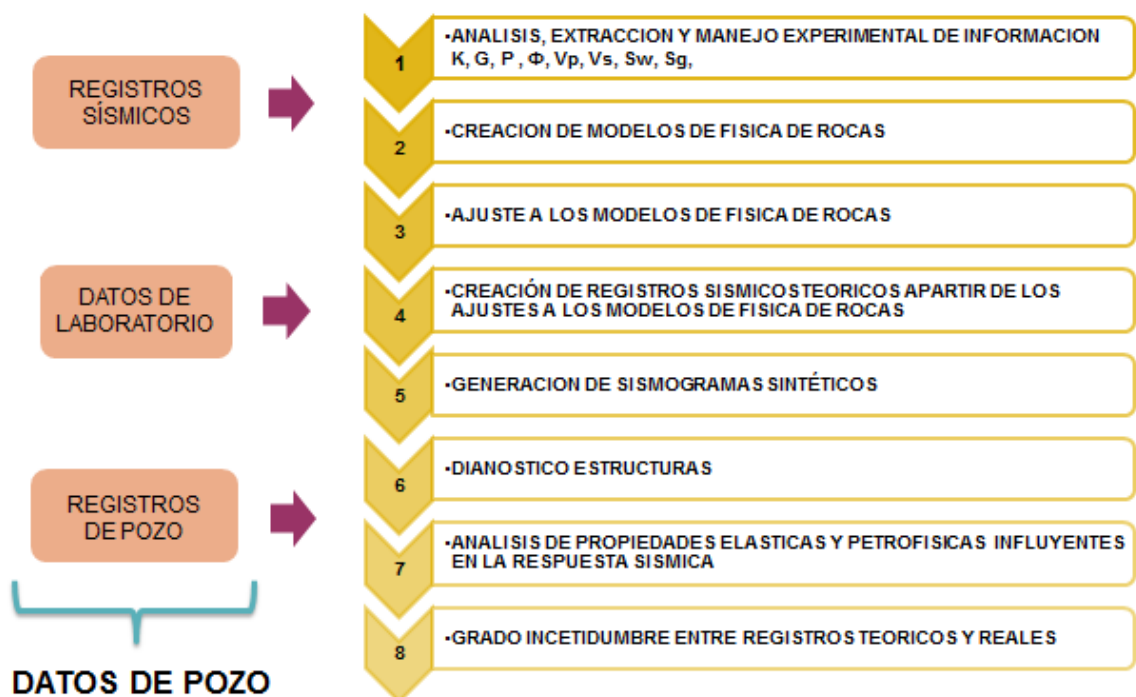 REGISTROS
SÍSMICOS
DATOS DE
LABORATORIO
REGISTROS
DE POZO
DATOS DE POZO
1
•ANALISIS, EXTRACCION Y MANEJO EXPERIMENTAL DE INFORMACION
K, G, P , Φ, Vp, Vs, Sw, Sg,
2
•CREACION DE MODELOS DE FISICA DE ROCAS
3
•AJUSTE A LOS MODELOS DE FISICA DE ROCAS
4
•CREACIÓN DE REGISTROS SISMICOS TEORICOS APARTIR DE LOS
AJUSTES A LOS MODELOS DE FISICA DE ROCAS
5
•GENERACION DE SISMOGRAMAS SINTÉTICOS
6
•DIANOSTICO ESTRUCTURAS
7
•ANALISIS DE PROPIEDADES ELASTICAS Y PETROFISICAS INFLUYENTES
EN LA RESPUESTA SISMICA
8
•GRADO INCETIDUMBRE ENTRE REGISTROS TEORICOS Y REALES